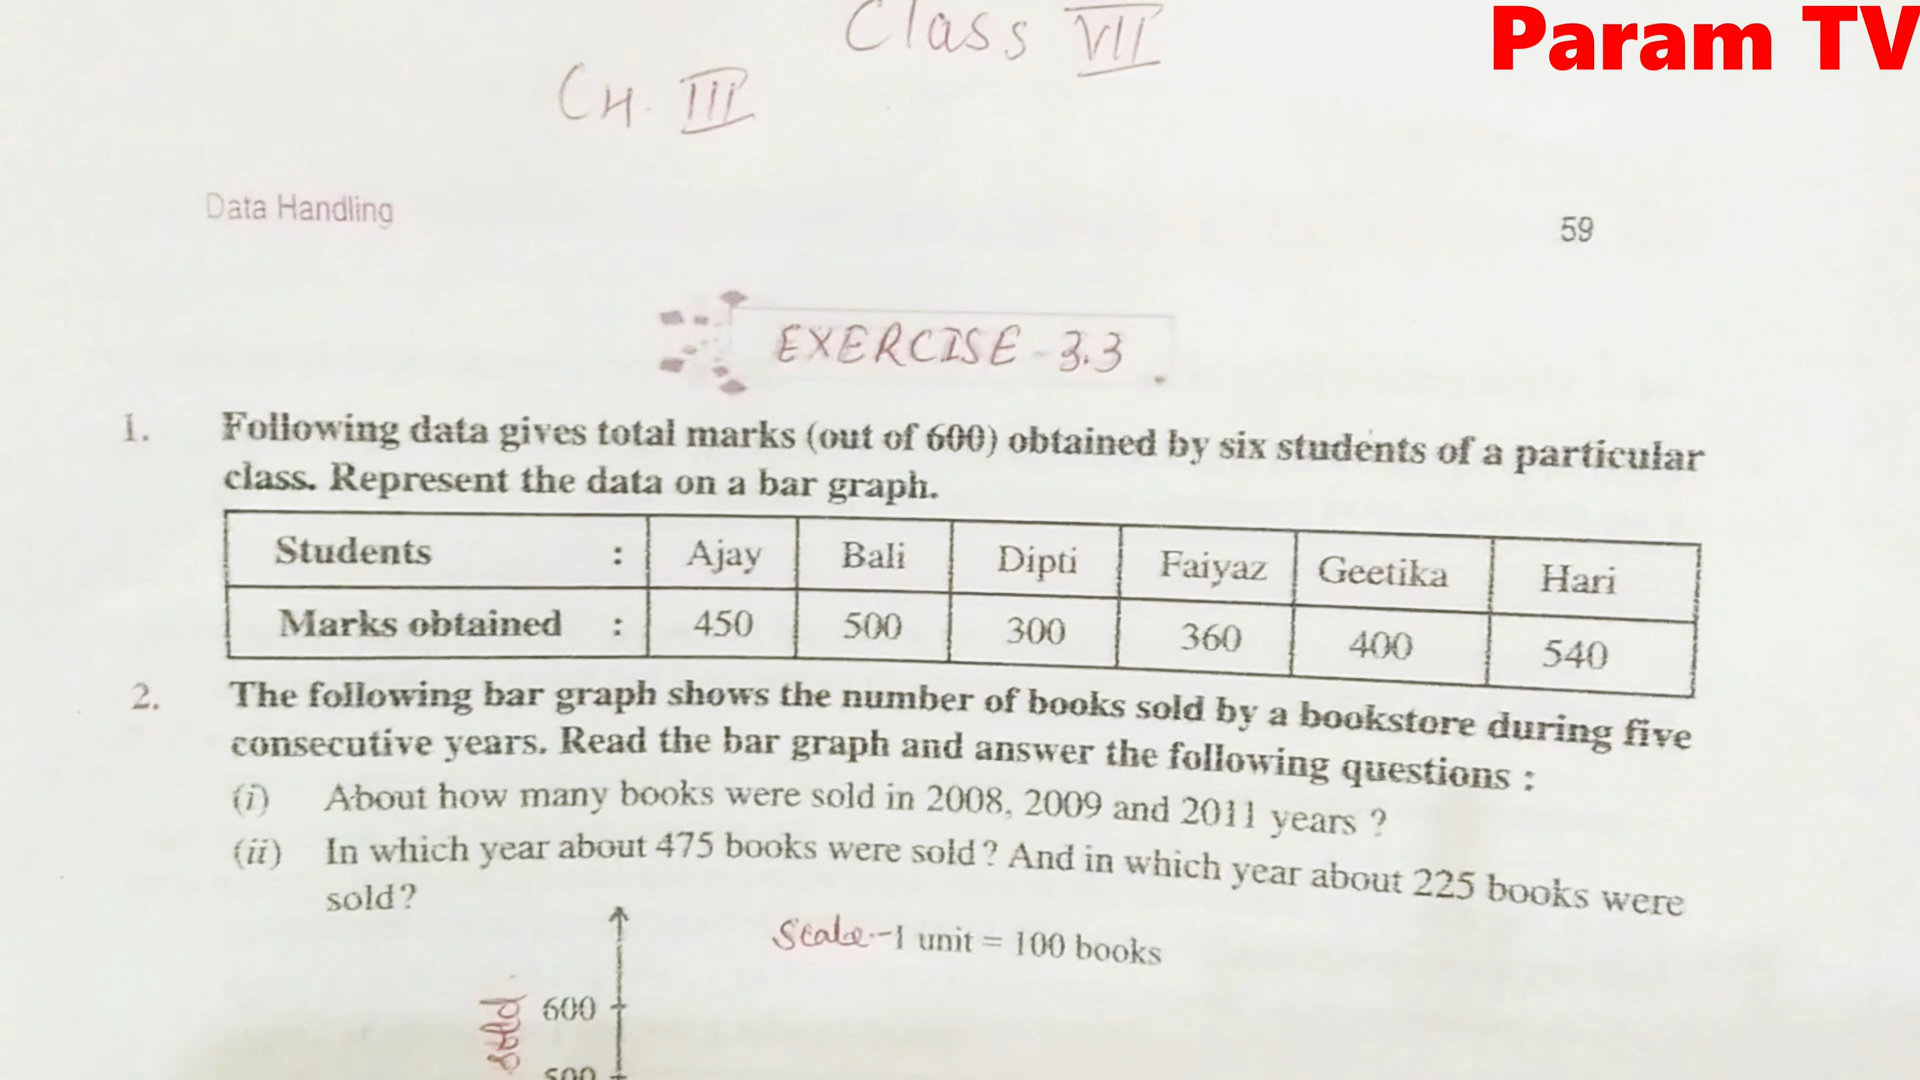 Param TV
Class VII
CH. III
Data Handling
59
EXERCISE - 3.3
1. Following data gives total marks (out of 600) obtained by six students of a particular
class. Represent the data on a bar graph.
Students : Ajay Bali Dipti Faiyaz Geetika Hari
Marks obtained : 450 500 300 360 400 540
2. The following bar graph shows the number of books sold by a bookstore during five
consecutive years. Read the bar graph and answer the following questions :
(i) About how many books were sold in 2008, 2009 and 2011 years ?
(ii) In which year about 475 books were sold? And in which year about 225 books were
sold?
Scale-1 unit = 100 books
600
sold
500